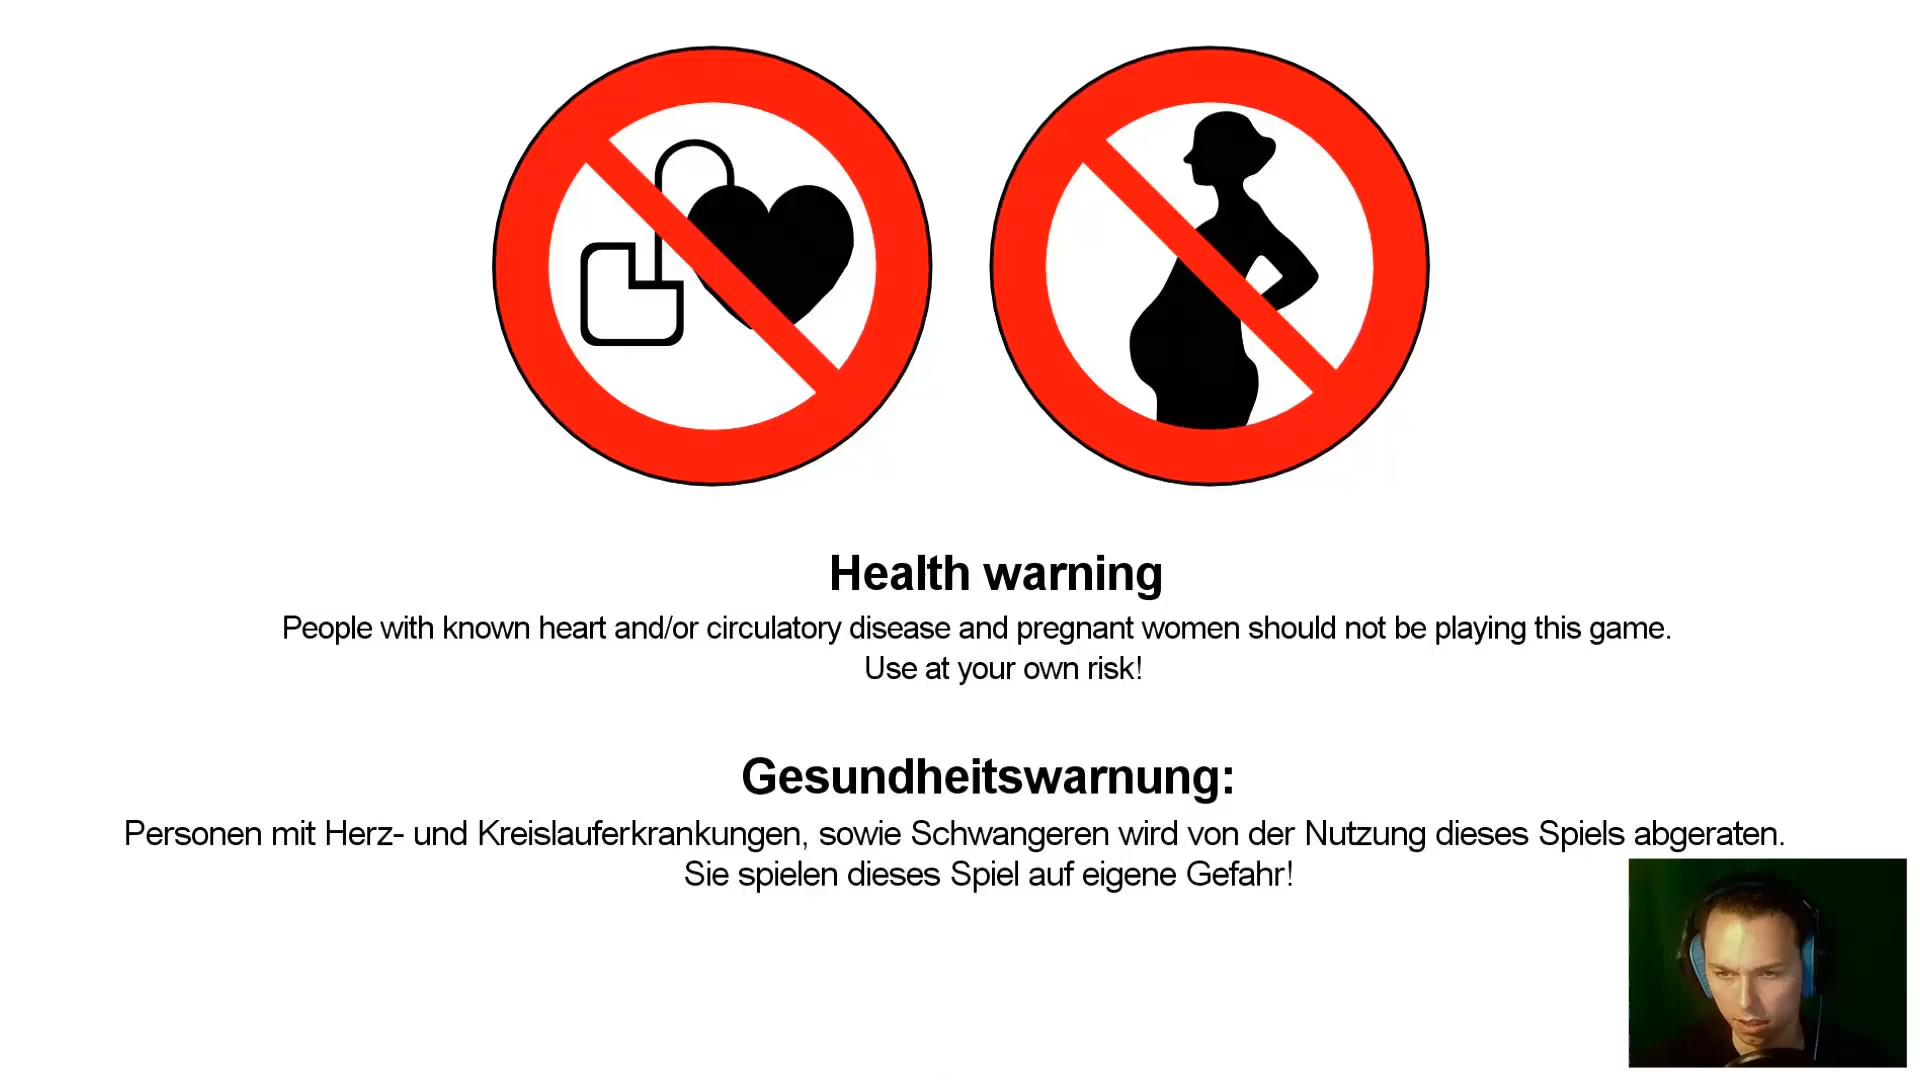 Health warning
People with known heart and/or circulatory disease and pregnant women should not be playing this game.
Use at your own risk!
Gesundheitswarnung:
Personen mit Herz- und Kreislauferkrankungen, sowie Schwangeren wird von der Nutzung dieses Spiels abgeraten.
Sie spielen dieses Spiel auf eigene Gefahr!